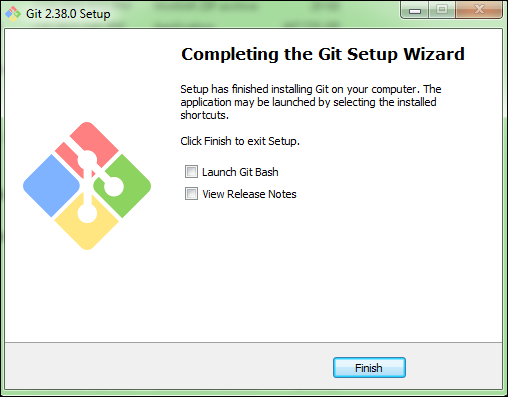 Git 2.38.0 Setup
Completing the Git Setup Wizard
Setup has finished installing Git on your computer. The
application may be launched by selecting the installed
shortcuts.
Click Finish to exit Setup.
Launch Git Bash
View Release Notes
Finish